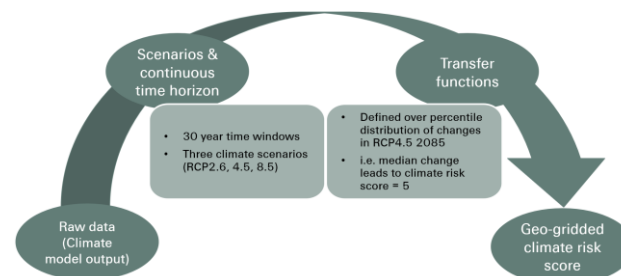 Scenarios &
continuous
time horizon
Transfer
functions
• 30 year time windows
• Three climate scenarios
(RCP2.6, 4.5, 8.5)
• Defined over percentile
distribution of changes
in RCP4.5 2085
• i.e. median change
leads to climate risk
score = 5
Raw data
(Climate
model output)
Geo-gridded
climate risk
score